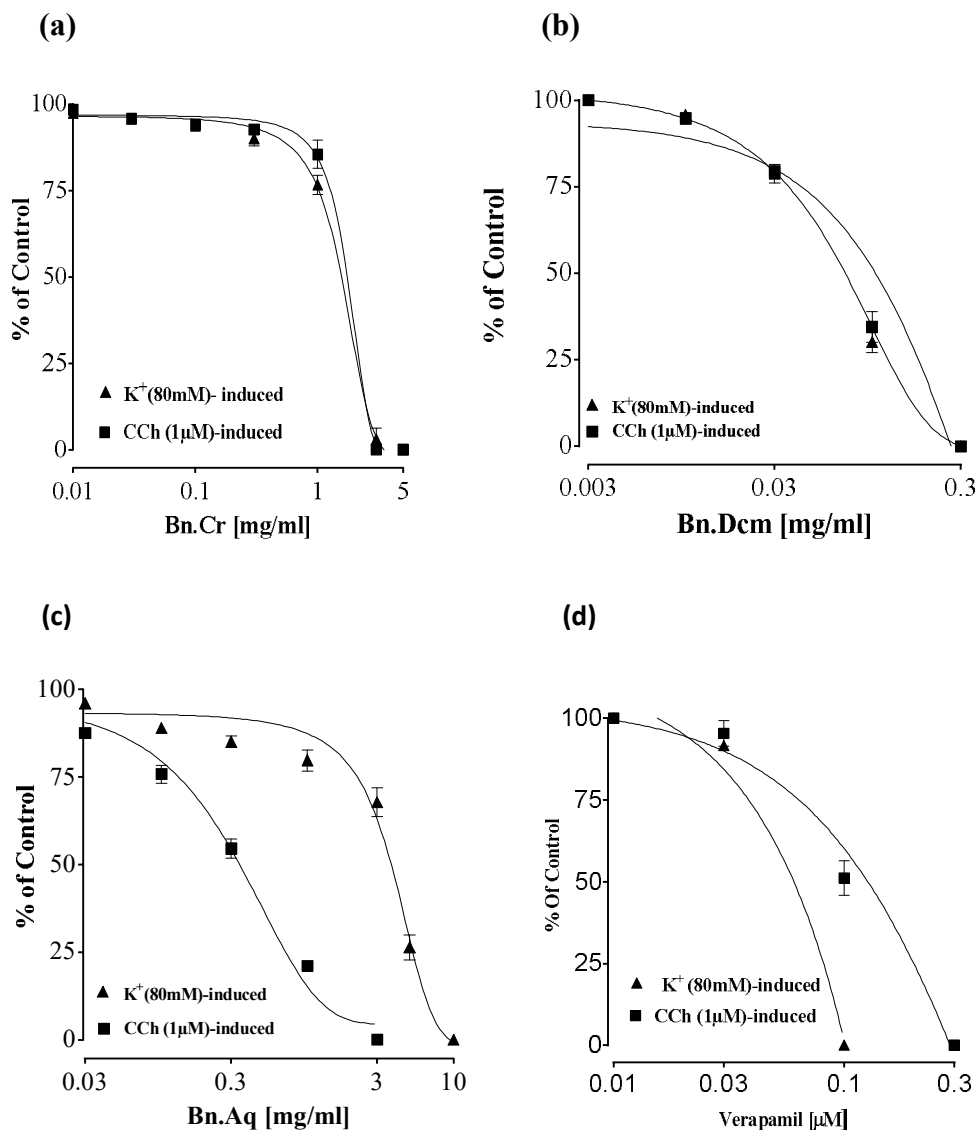 (a)
100
75
50
25
0
% of Control
▲ K⁺(80mM)- induced
■ CCh (1µM)-induced
0.01 0.1 1 5
Bn.Cr [mg/ml]
(b)
100
75
50
25
0
% of Control
▲ K⁺(80mM)-induced
■ CCh (1µM)-induced
0.003 0.03 0.3
Bn.Dcm [mg/ml]
(c)
100
75
50
25
0
% of Control
▲ K⁺(80mM)-induced
■ CCh (1µM)-induced
0.03 0.3 3 10
Bn.Aq [mg/ml]
(d)
100
75
50
25
0
% Of Control
▲ K⁺ (80mM)-induced
■ CCh (1µM)-induced
0.01 0.03 0.1 0.3
Verapamil [µM]